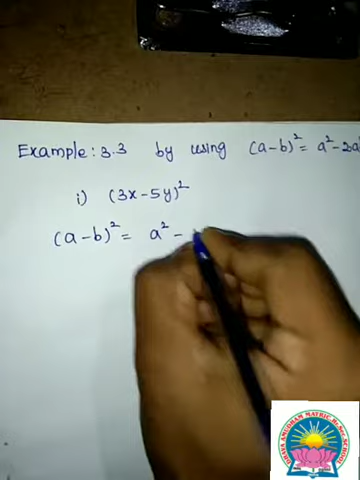 Example: 3.3 by using (a-b)² = a² - 2a
i) (3x - 5y)²
(a-b)² = a² -